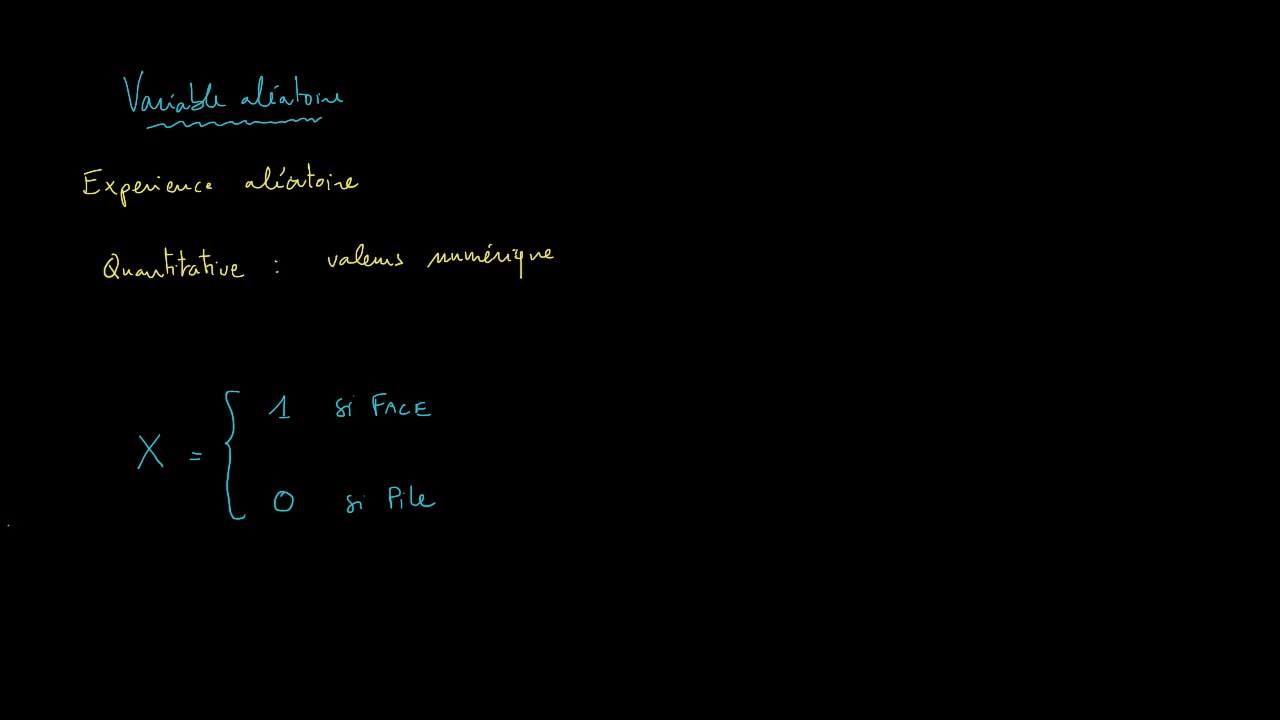 Variable aléatoire
Experience aléatoire
Quantitative : valeurs numérique
X = { 1 si FACE
0 si Pile